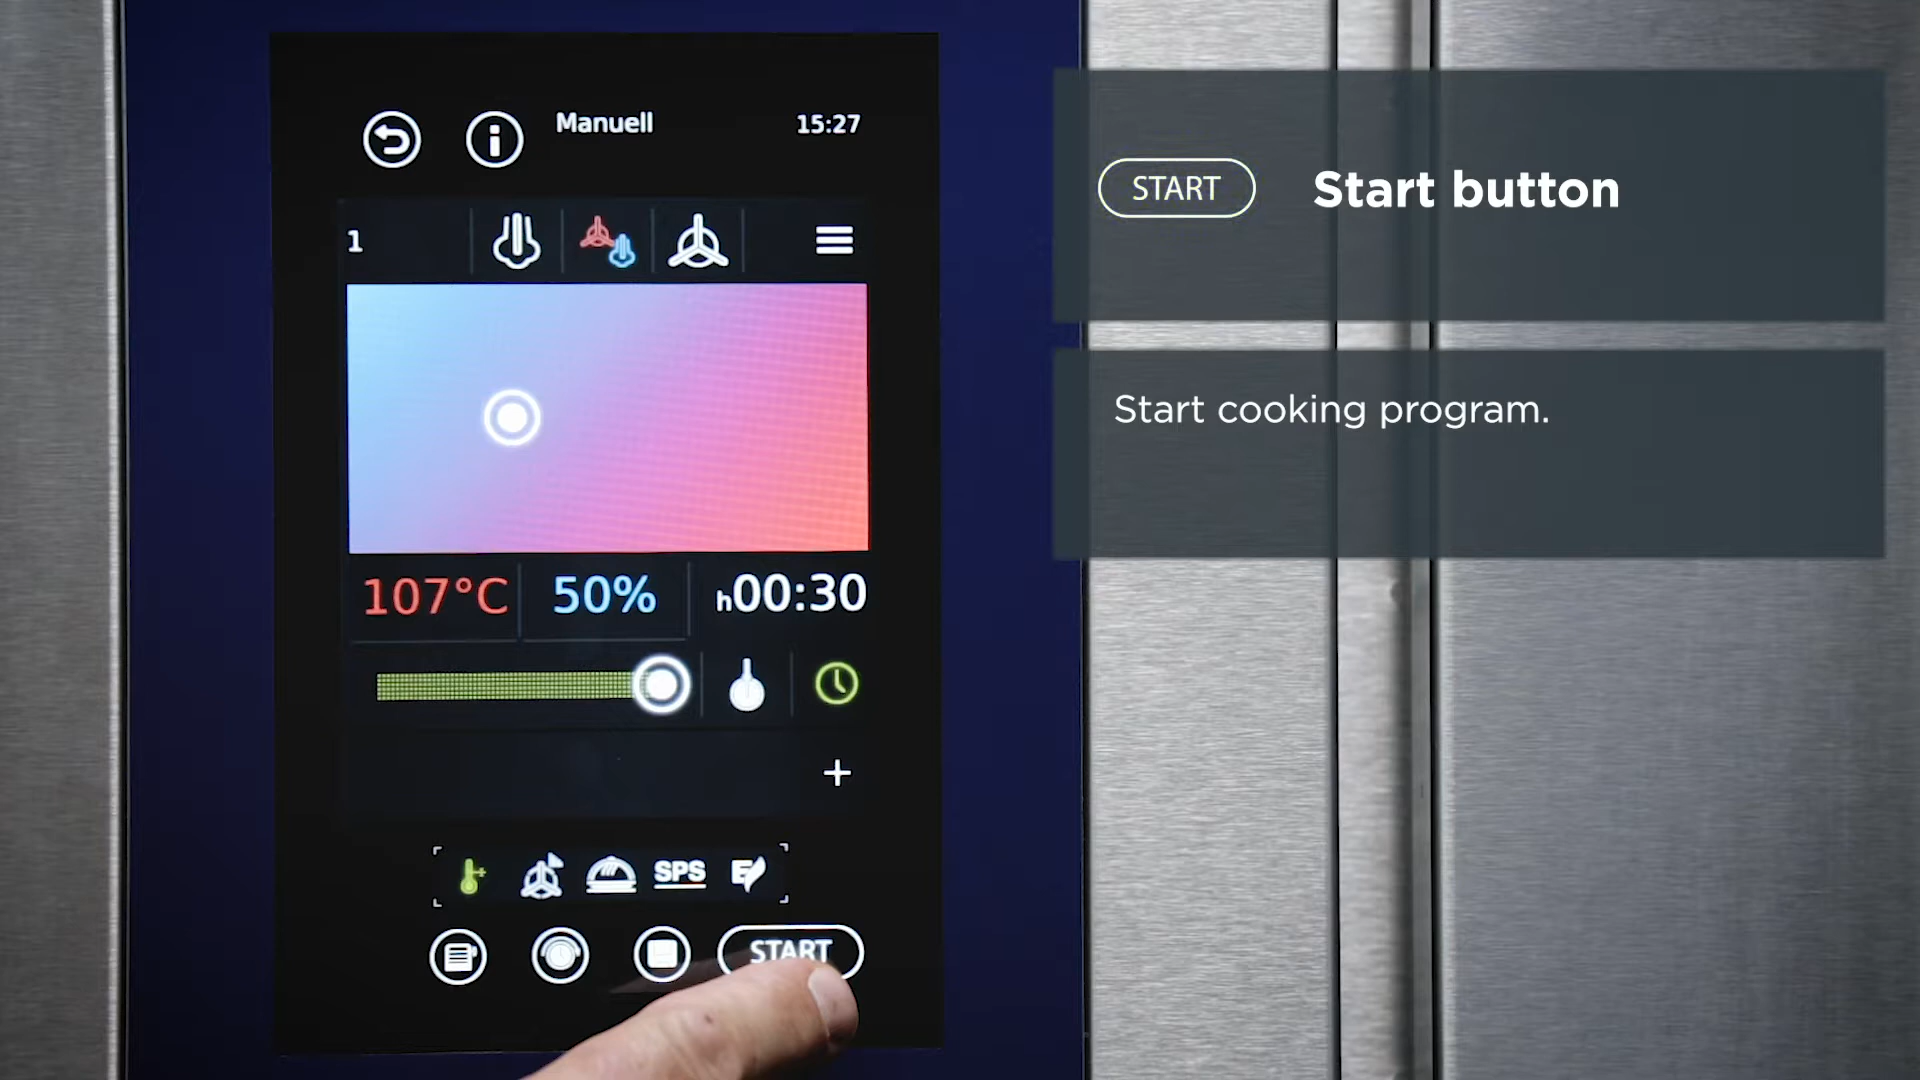 Manuell
15:27
1
107°C
50%
h00:30
SPS
START
START
Start button
Start cooking program.